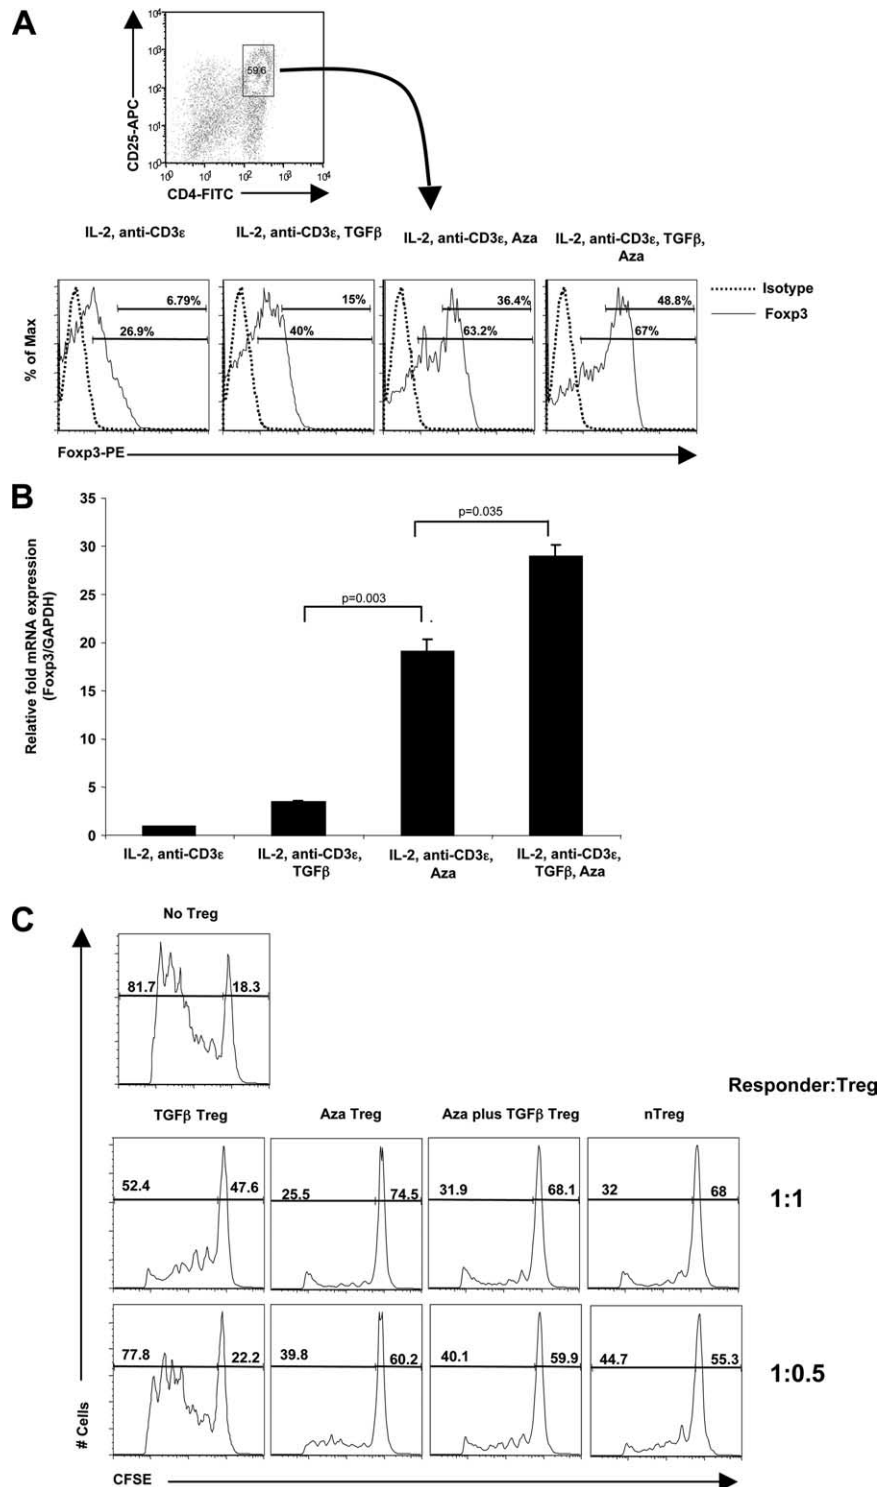 A
CD25-APC
10⁴
10³
10²
10¹
10⁰
59.6
10⁰ 10¹ 10² 10³ 10⁴
CD4-FITC
IL-2, anti-CD3ε
IL-2, anti-CD3ε, TGFβ
IL-2, anti-CD3ε, Aza
IL-2, anti-CD3ε, TGFβ,
Aza
% of Max
6.79%
26.9%
15%
40%
36.4%
63.2%
48.8%
67%
Isotype
Foxp3
Foxp3-PE
B
Relative fold mRNA expression
(Foxp3/GAPDH)
35
30
25
20
15
10
5
0
p=0.003
p=0.035
IL-2, anti-CD3ε
IL-2, anti-CD3ε,
TGFβ
IL-2, anti-CD3ε,
Aza
IL-2, anti-CD3ε,
TGFβ, Aza
C
No Treg
81.7 18.3
Responder:Treg
TGFβ Treg
Aza Treg
Aza plus TGFβ Treg
nTreg
52.4 47.6
25.5 74.5
31.9 68.1
32 68
1:1
77.8 22.2
39.8 60.2
40.1 59.9
44.7 55.3
1:0.5
# Cells
CFSE